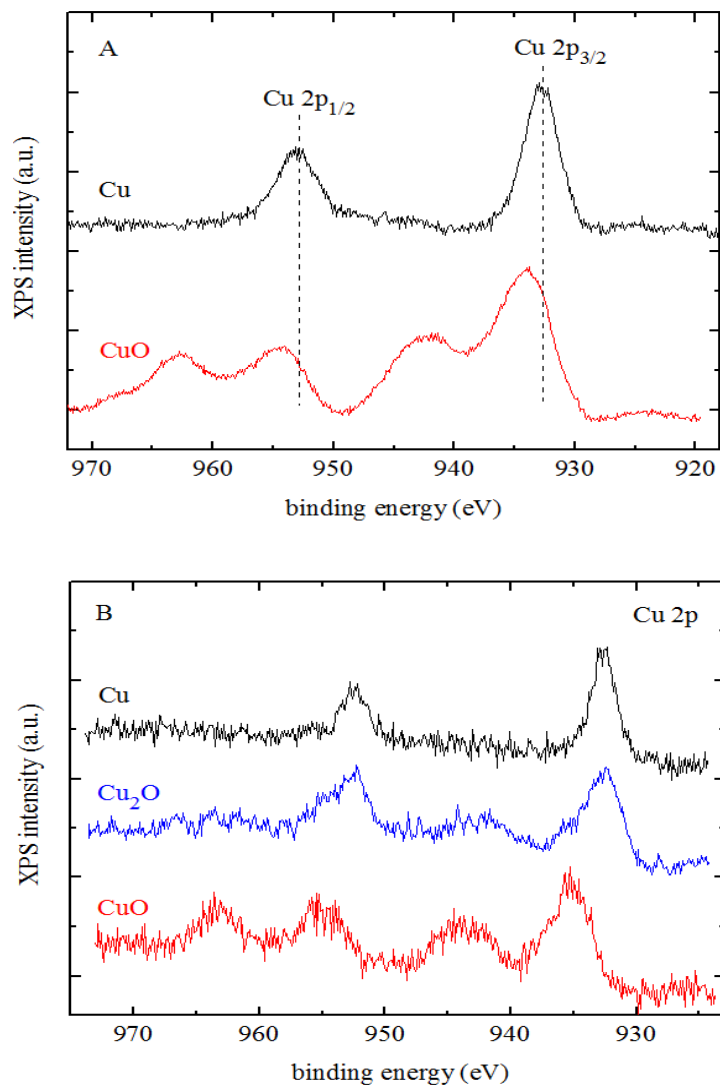 A
Cu 2p3/2
Cu 2p1/2
Cu
CuO
XPS intensity (a.u.)
970 960 950 940 930 920
binding energy (eV)
B
Cu 2p
Cu
Cu2O
CuO
XPS intensity (a.u.)
970 960 950 940 930
binding energy (eV)